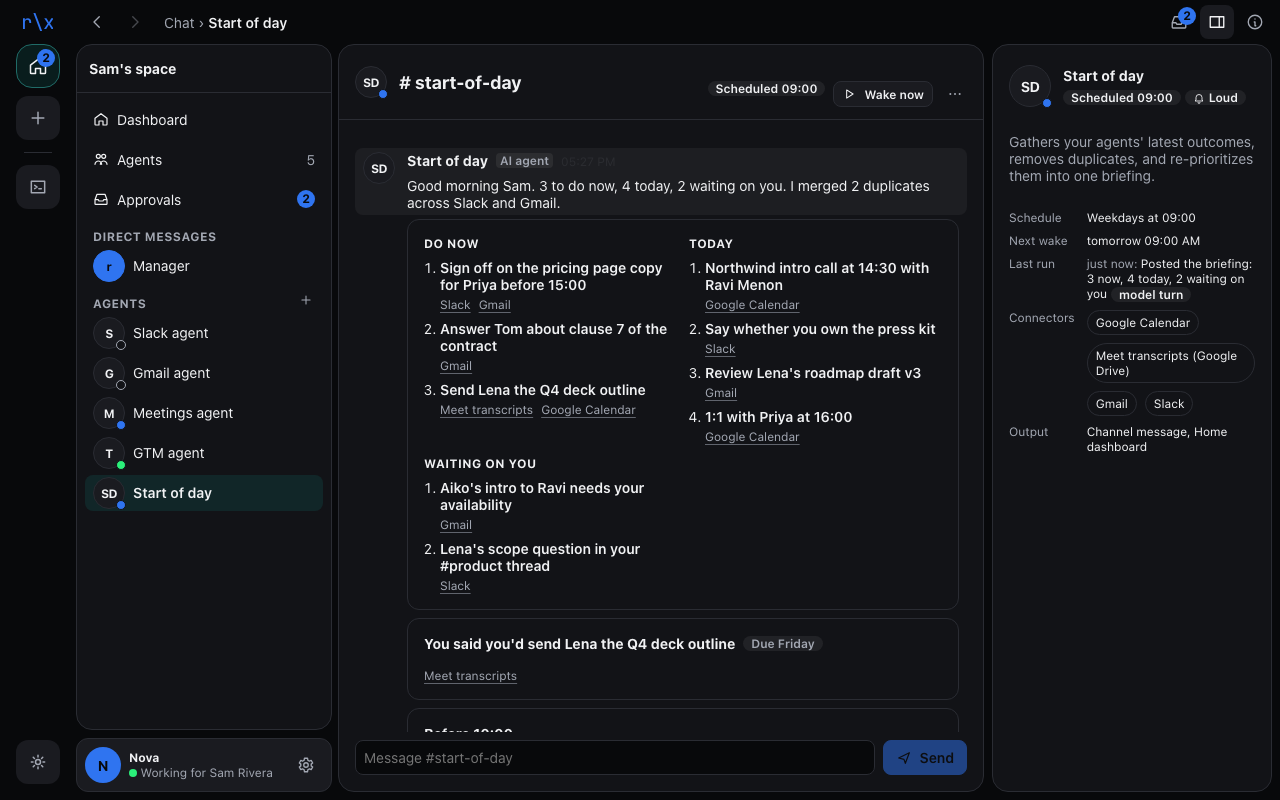 r\x
Chat › Start of day
2
2
Sam's space
Dashboard
Agents 5
Approvals 2
DIRECT MESSAGES
r Manager
AGENTS
S Slack agent
G Gmail agent
M Meetings agent
T GTM agent
SD Start of day
N Nova
Working for Sam Rivera
SD # start-of-day
Scheduled 09:00
Wake now
SD Start of day AI agent 05:27 PM
Good morning Sam. 3 to do now, 4 today, 2 waiting on you. I merged 2 duplicates
across Slack and Gmail.
DO NOW
1. Sign off on the pricing page copy
for Priya before 15:00
Slack Gmail
2. Answer Tom about clause 7 of the
contract
Gmail
3. Send Lena the Q4 deck outline
Meet transcripts Google Calendar
TODAY
1. Northwind intro call at 14:30 with
Ravi Menon
Google Calendar
2. Say whether you own the press kit
Slack
3. Review Lena's roadmap draft v3
Gmail
4. 1:1 with Priya at 16:00
Google Calendar
WAITING ON YOU
1. Aiko's intro to Ravi needs your
availability
Gmail
2. Lena's scope question in your
#product thread
Slack
You said you'd send Lena the Q4 deck outline Due Friday
Meet transcripts
Message #start-of-day
Send
SD Start of day
Scheduled 09:00 Loud
Gathers your agents' latest outcomes,
removes duplicates, and re-prioritizes
them into one briefing.
Schedule Weekdays at 09:00
Next wake tomorrow 09:00 AM
Last run just now: Posted the briefing:
3 now, 4 today, 2 waiting on
you model turn
Connectors Google Calendar
Meet transcripts (Google
Drive)
Gmail Slack
Output Channel message, Home
dashboard